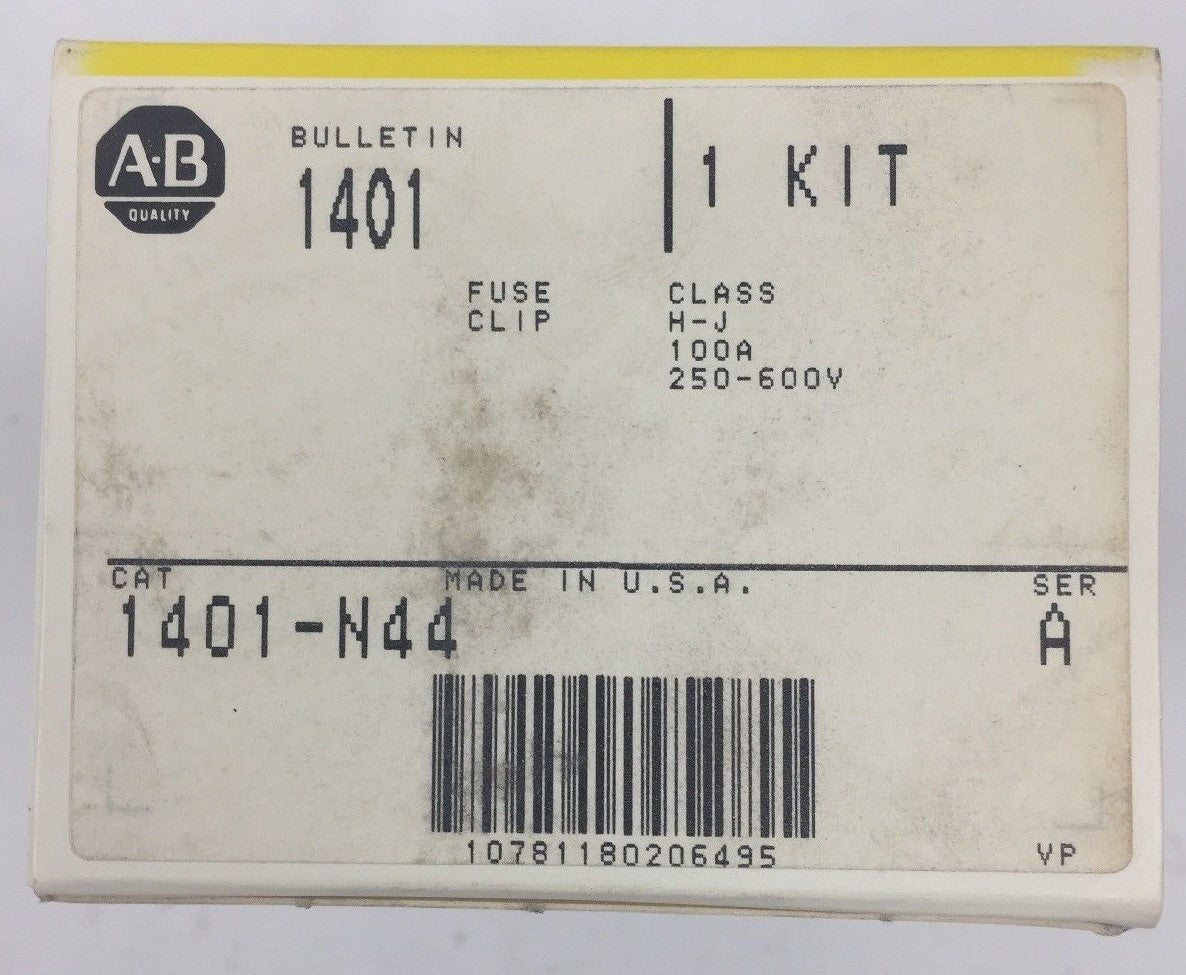 A-B
QUALITY
BULLETIN
1401
1 KIT
FUSE
CLIP
CLASS
H-J
100A
250-600V
CAT
MADE IN U.S.A.
SER
1401-N44
A
10781180206495
VP